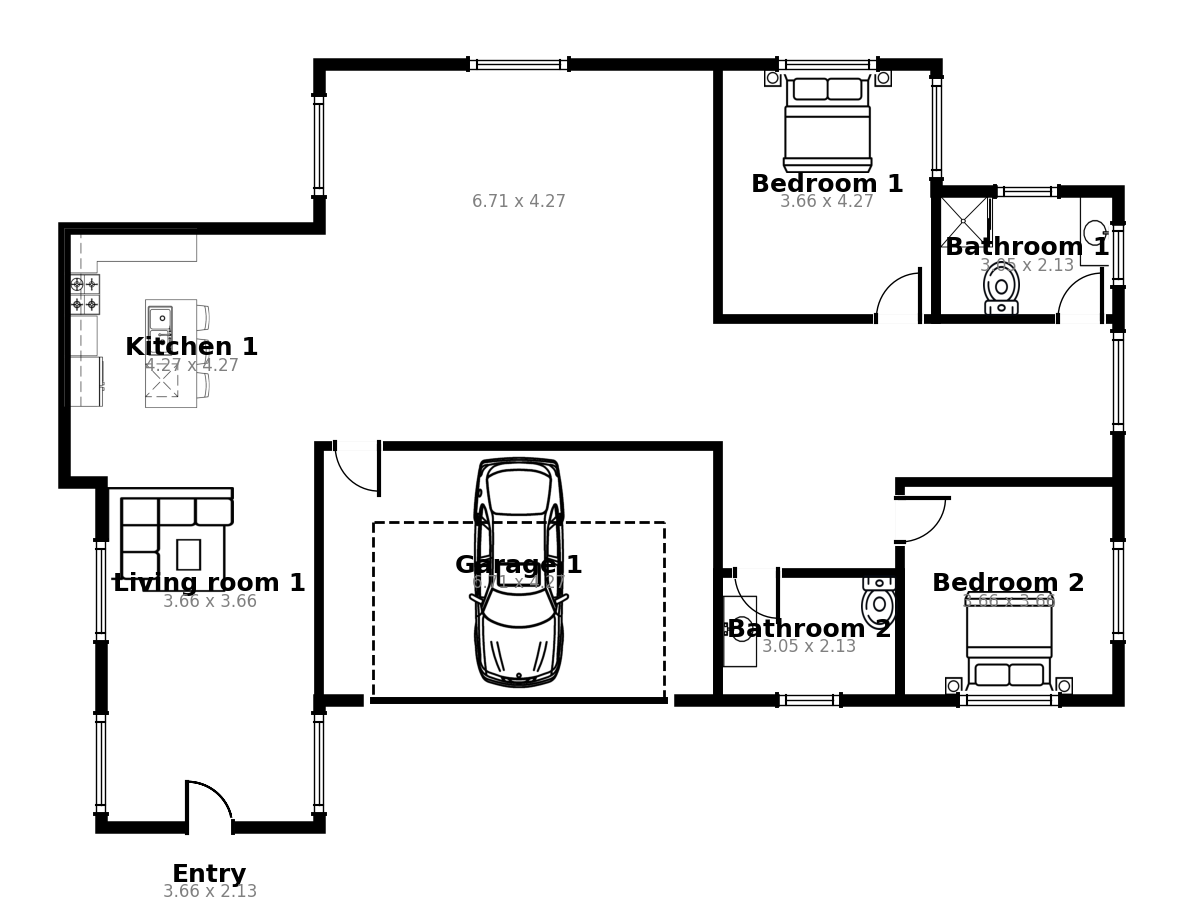 6.71 x 4.27
Bedroom 1
3.66 x 4.27
Bathroom 1
3.05 x 2.13
Kitchen 1
4.27 x 4.27
Living room 1
3.66 x 3.66
Garage 1
6.71 x 4.27
Bathroom 2
3.05 x 2.13
Bedroom 2
3.66 x 3.66
Entry
3.66 x 2.13